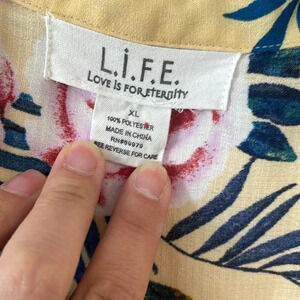 L.i.F.E.
LOVE iS FOR eternity
XL
100% POLYESTER
MADE IN CHINA
SEE REVERSE FOR CARE